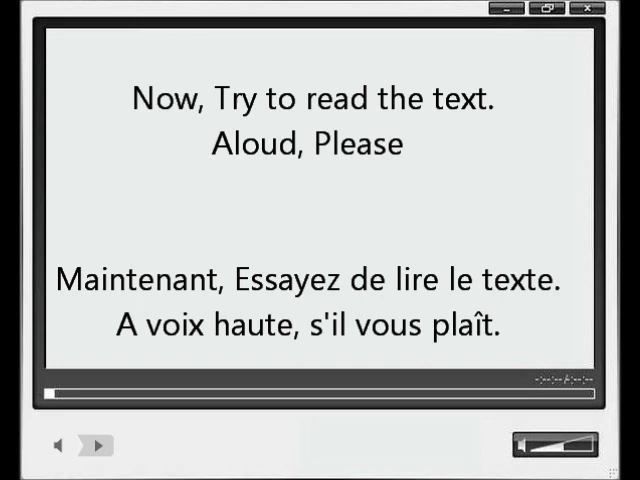 Now, Try to read the text.
Aloud, Please
Maintenant, Essayez de lire le texte.
A voix haute, s'il vous plaît.
-:--:--/-:--:--